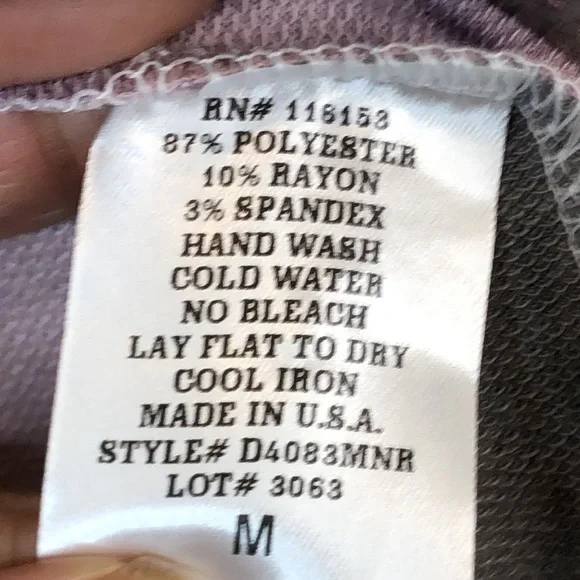 RN# 116153
87% POLYESTER
10% RAYON
3% SPANDEX
HAND WASH
COLD WATER
NO BLEACH
LAY FLAT TO DRY
COOL IRON
MADE IN U.S.A.
STYLE# D4083MNR
LOT# 3063
M